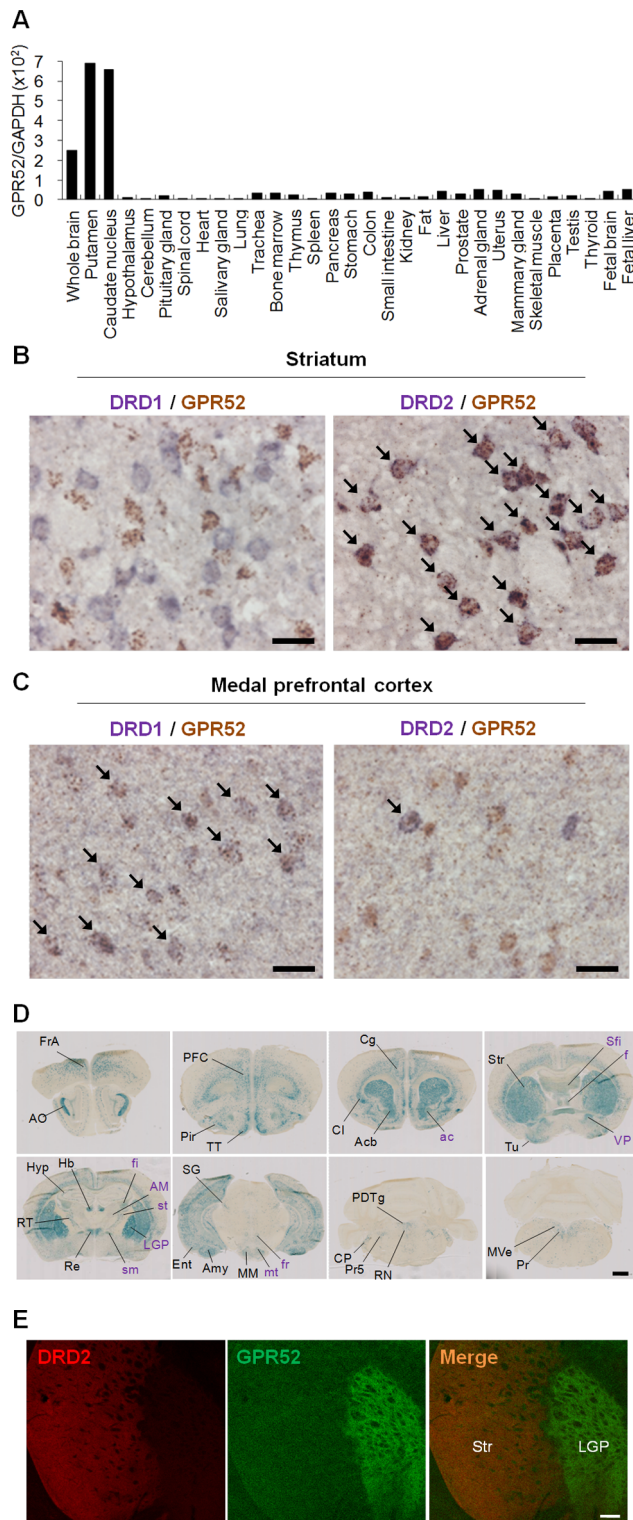 A
GPR52/GAPDH (x10²)
7
6
5
4
3
2
1
0
Whole brain
Putamen
Caudate nucleus
Hypothalamus
Cerebellum
Pituitary gland
Spinal cord
Heart
Salivary gland
Lung
Trachea
Bone marrow
Thymus
Spleen
Pancreas
Stomach
Colon
Small intestine
Kidney
Fat
Liver
Prostate
Adrenal gland
Uterus
Mammary gland
Skeletal muscle
Placenta
Testis
Thyroid
Fetal brain
Fetal liver
B
Striatum
DRD1 / GPR52
DRD2 / GPR52
C
Medal prefrontal cortex
DRD1 / GPR52
DRD2 / GPR52
D
FrA
AO
PFC
Pir
TT
Cg
Cl
Acb
ac
Str
Sfi
f
Tu
VP
Hyp
Hb
fi
AM
st
RT
LGP
Re
sm
SG
Ent
Amy
MM
mt
fr
PDTg
CP
Pr5
RN
MVe
Pr
E
DRD2
GPR52
Merge
Str
LGP